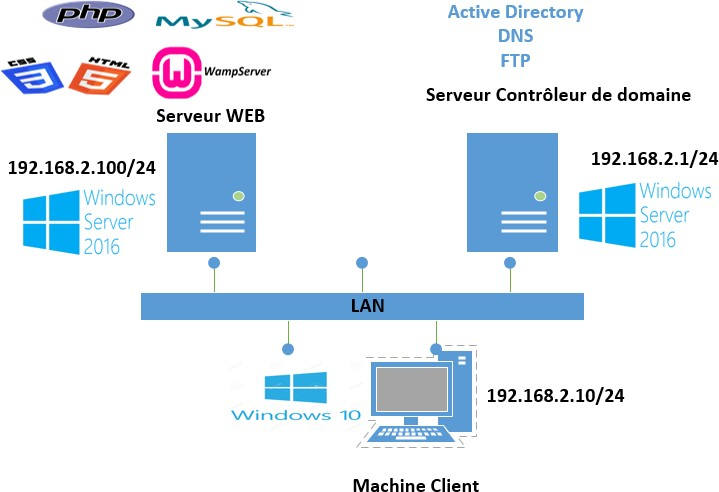 php
MySQL
Active Directory
DNS
FTP
CSS
3
HTML
5
W
WampServer
Serveur WEB
Serveur Contrôleur de domaine
192.168.2.100/24
192.168.2.1/24
Windows
Server
2016
Windows
Server
2016
LAN
Windows 10
192.168.2.10/24
Machine Client